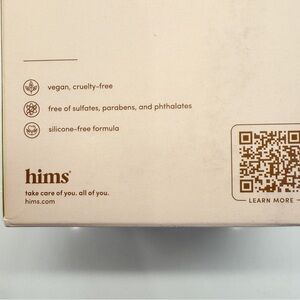 vegan, cruelty-free
free of sulfates, parabens, and phthalates
silicone-free formula
hims
take care of you. all of you.
hims.com
LEARN MORE